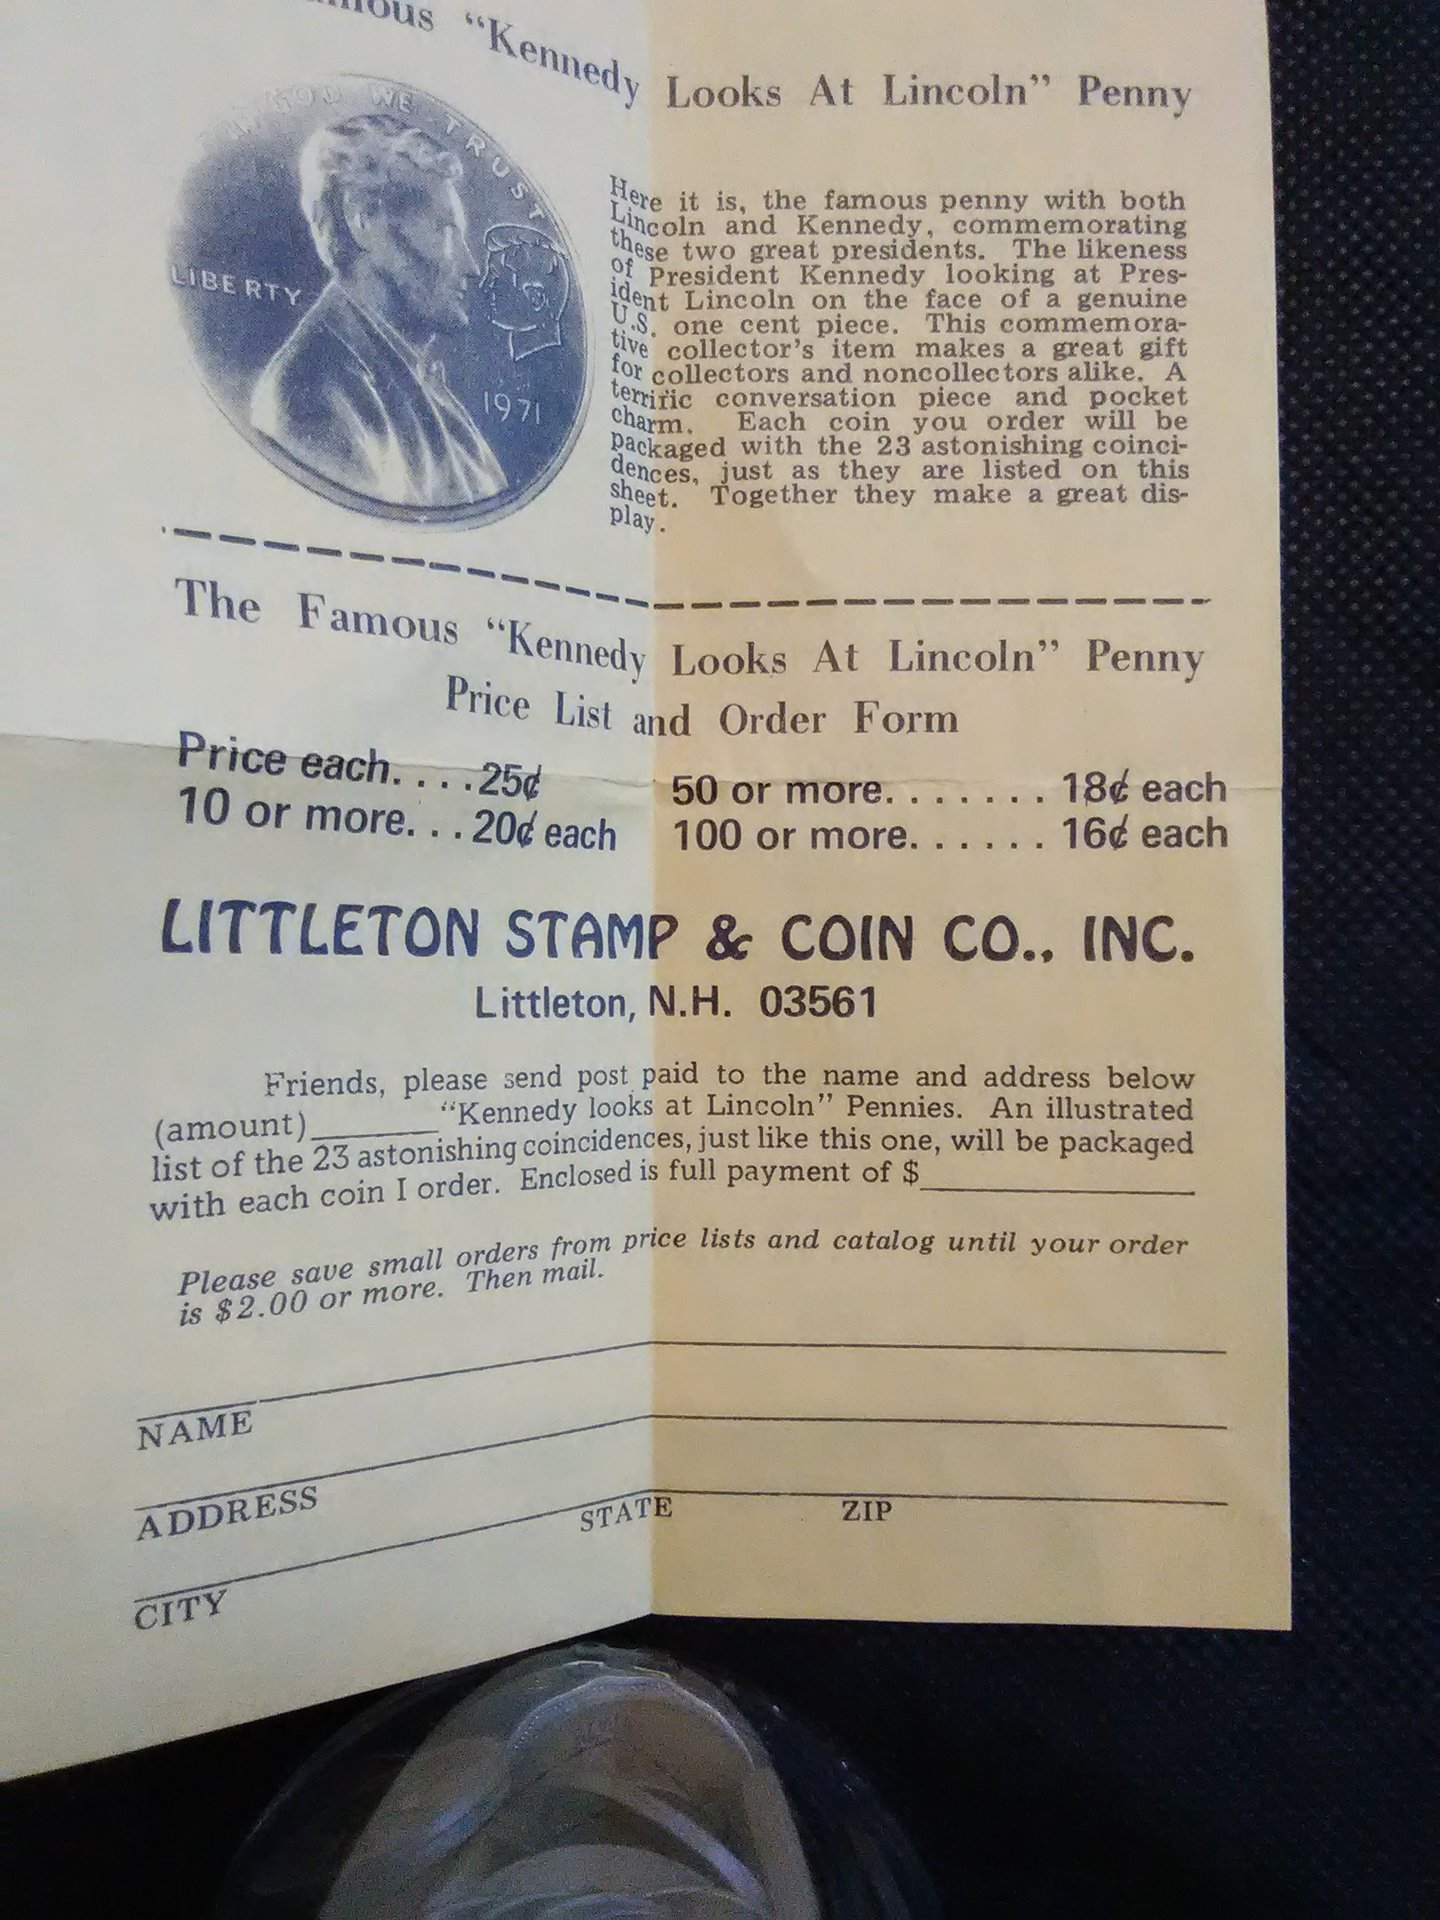 "Kennedy Looks At Lincoln" Penny
IN GOD WE TRUST
LIBERTY
1971
Here it is, the famous penny with both
Lincoln and Kennedy, commemorating
these two great presidents. The likeness
of President Kennedy looking at Pres-
ident Lincoln on the face of a genuine
U.S. one cent piece. This commemora-
tive collector's item makes a great gift
for collectors and noncollectors alike. A
terrific conversation piece and pocket
charm. Each coin you order will be
packaged with the 23 astonishing coinci-
dences, just as they are listed on this
sheet. Together they make a great dis-
play.
The Famous "Kennedy Looks At Lincoln" Penny
Price List and Order Form
Price each. . . . 25¢ 50 or more. . . . . . . 18¢ each
10 or more. . . 20¢ each 100 or more. . . . . . 16¢ each
LITTLETON STAMP & COIN CO., INC.
Littleton, N.H. 03561
Friends, please send post paid to the name and address below
(amount)________ "Kennedy looks at Lincoln" Pennies. An illustrated
list of the 23 astonishing coincidences, just like this one, will be packaged
with each coin I order. Enclosed is full payment of $________
Please save small orders from price lists and catalog until your order
is $2.00 or more. Then mail.
NAME
ADDRESS
CITY STATE ZIP